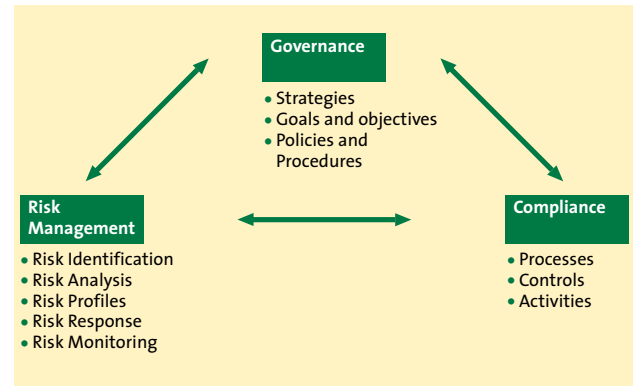 Governance
• Strategies
• Goals and objectives
• Policies and
Procedures
Risk
Management
• Risk Identification
• Risk Analysis
• Risk Profiles
• Risk Response
• Risk Monitoring
Compliance
• Processes
• Controls
• Activities